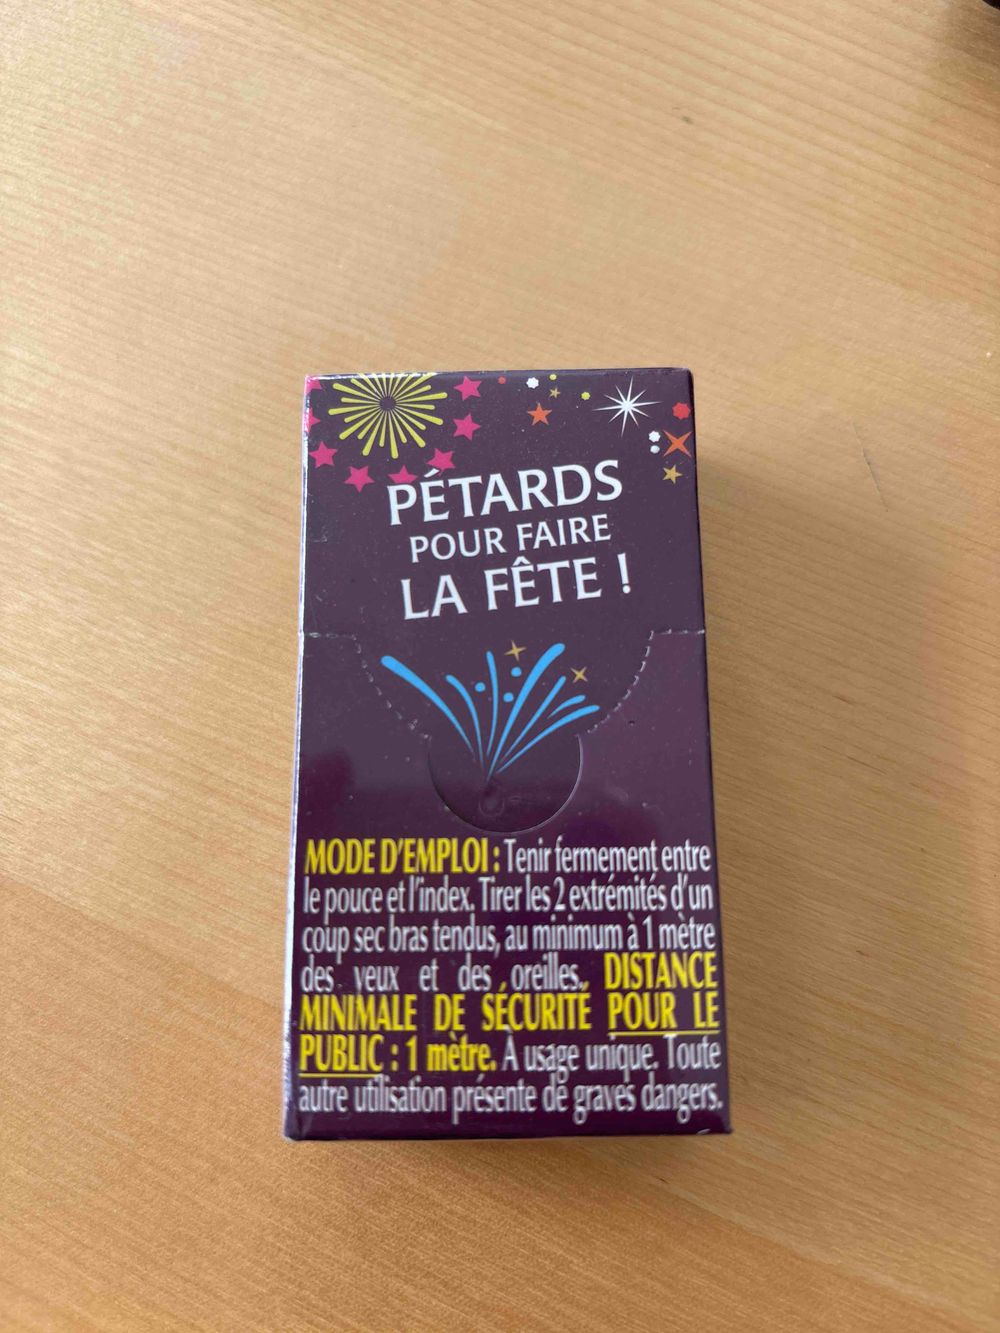 PÉTARDS
POUR FAIRE
LA FÊTE !
MODE D'EMPLOI : Tenir fermement entre
le pouce et l'index. Tirer les 2 extrémités d'un
coup sec bras tendus, au minimum à 1 mètre
des yeux et des oreilles. DISTANCE
MINIMALE DE SÉCURITÉ POUR LE
PUBLIC : 1 mètre. À usage unique. Toute
autre utilisation présente de graves dangers.